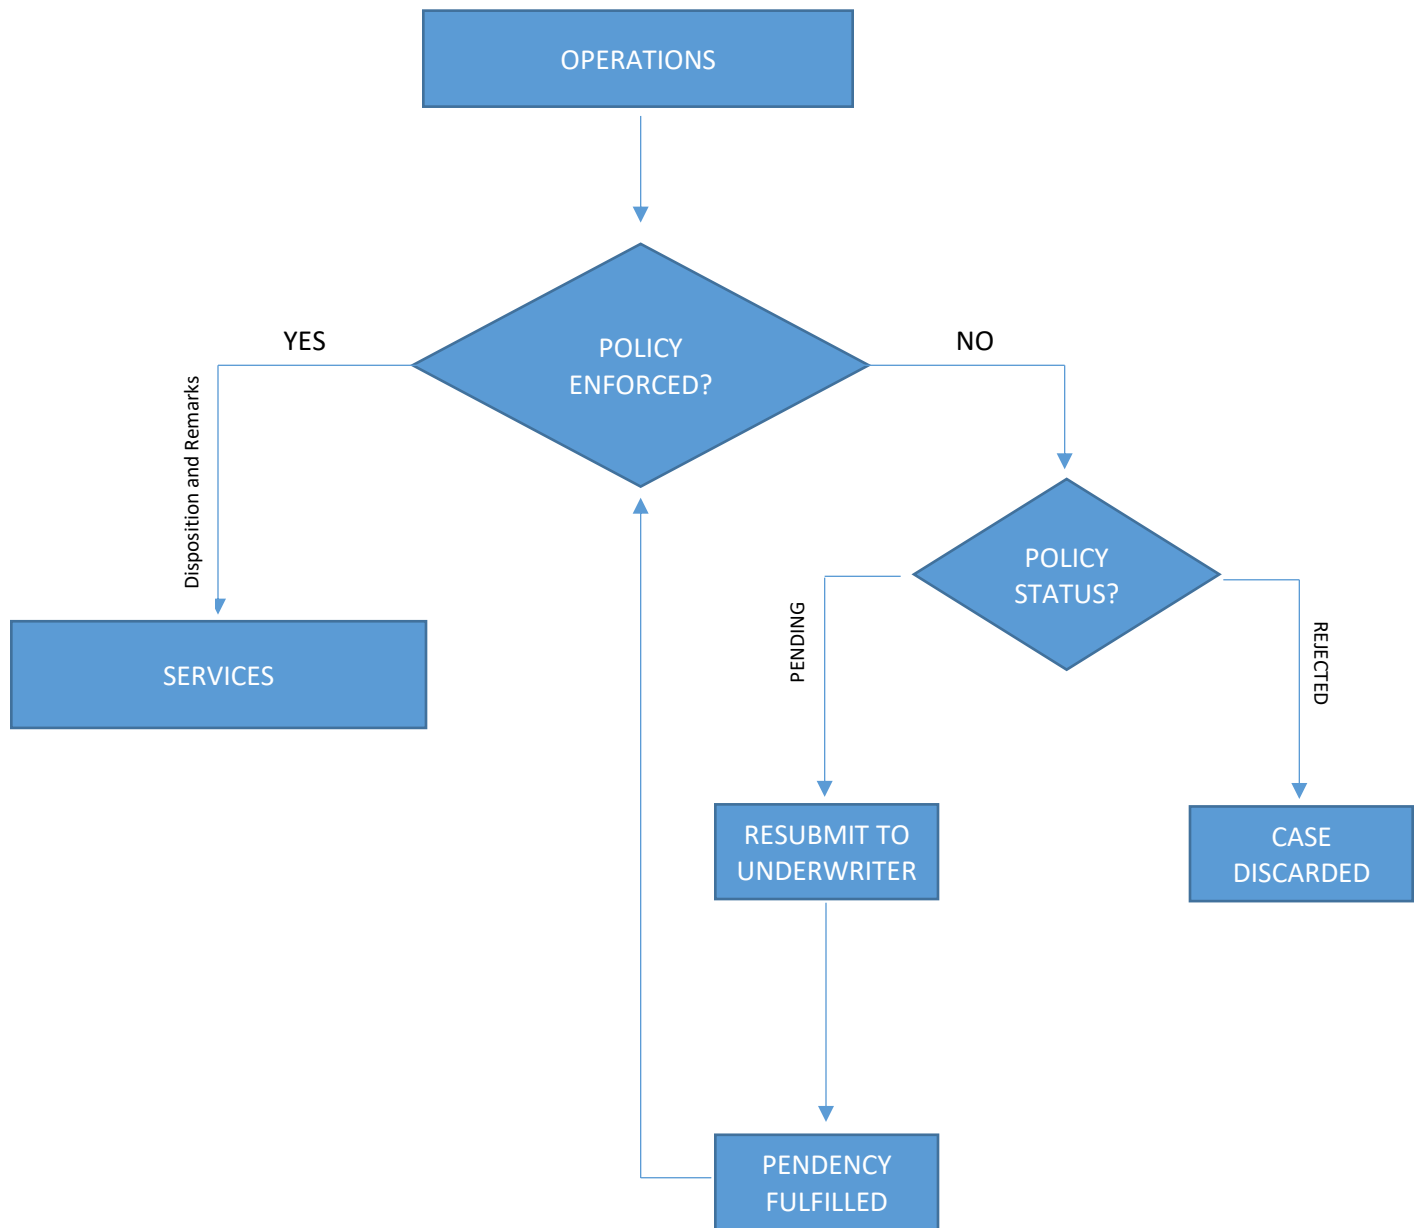 OPERATIONS
YES
POLICY
ENFORCED?
NO
Disposition and Remarks
POLICY
STATUS?
SERVICES
PENDING
REJECTED
RESUBMIT TO
UNDERWRITER
CASE
DISCARDED
PENDENCY
FULFILLED